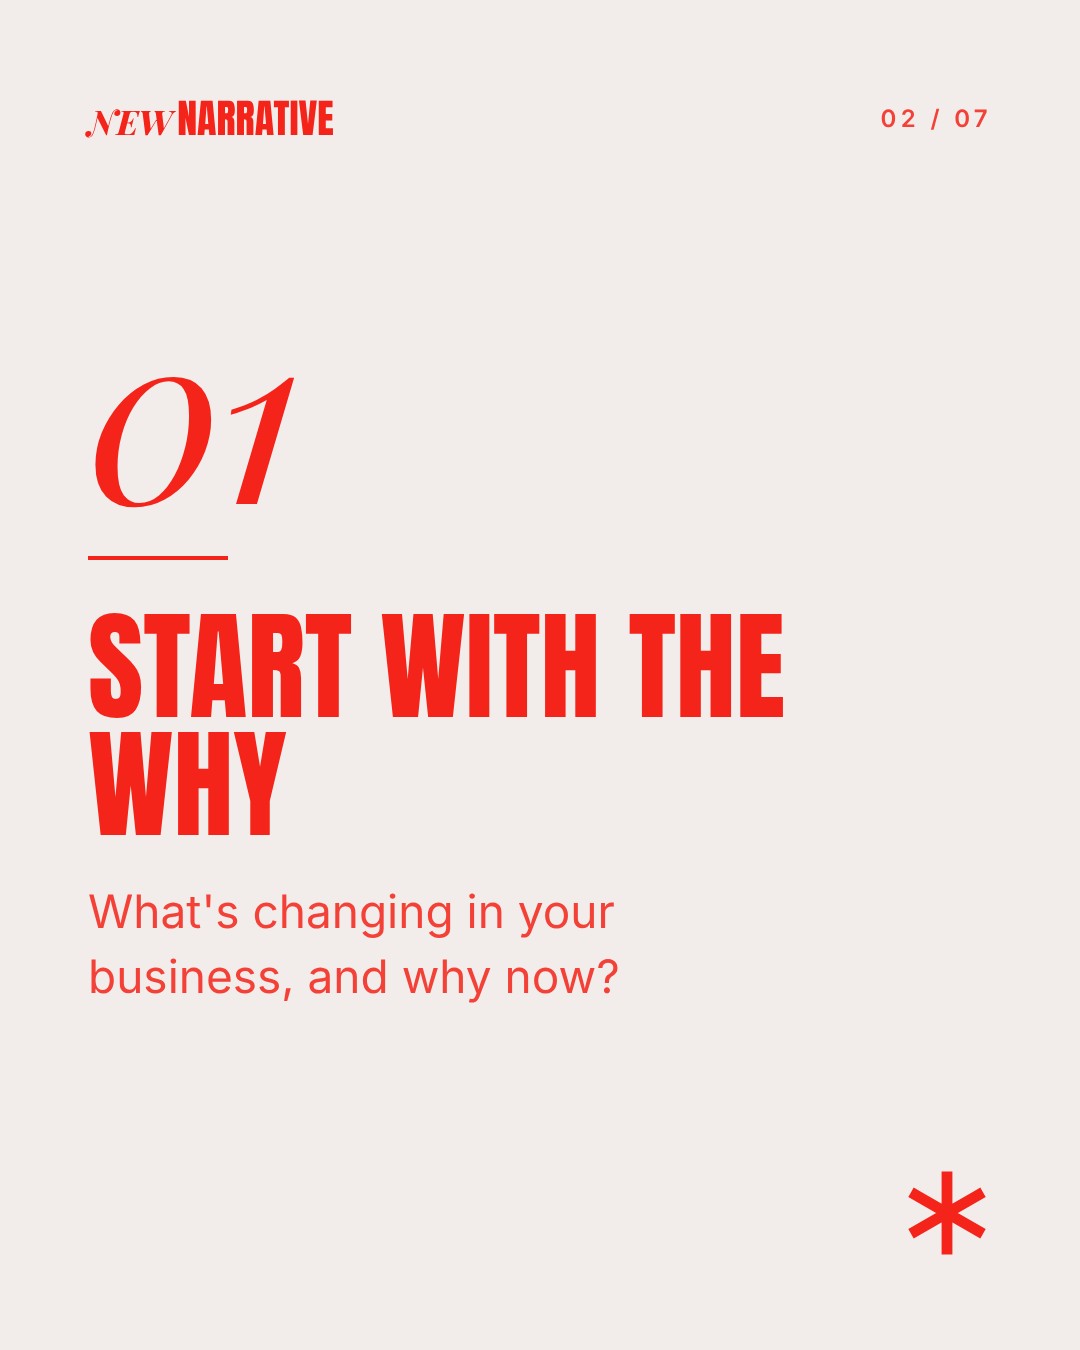 NEW NARRATIVE
02 / 07
01
START WITH THE
WHY
What's changing in your
business, and why now?
*